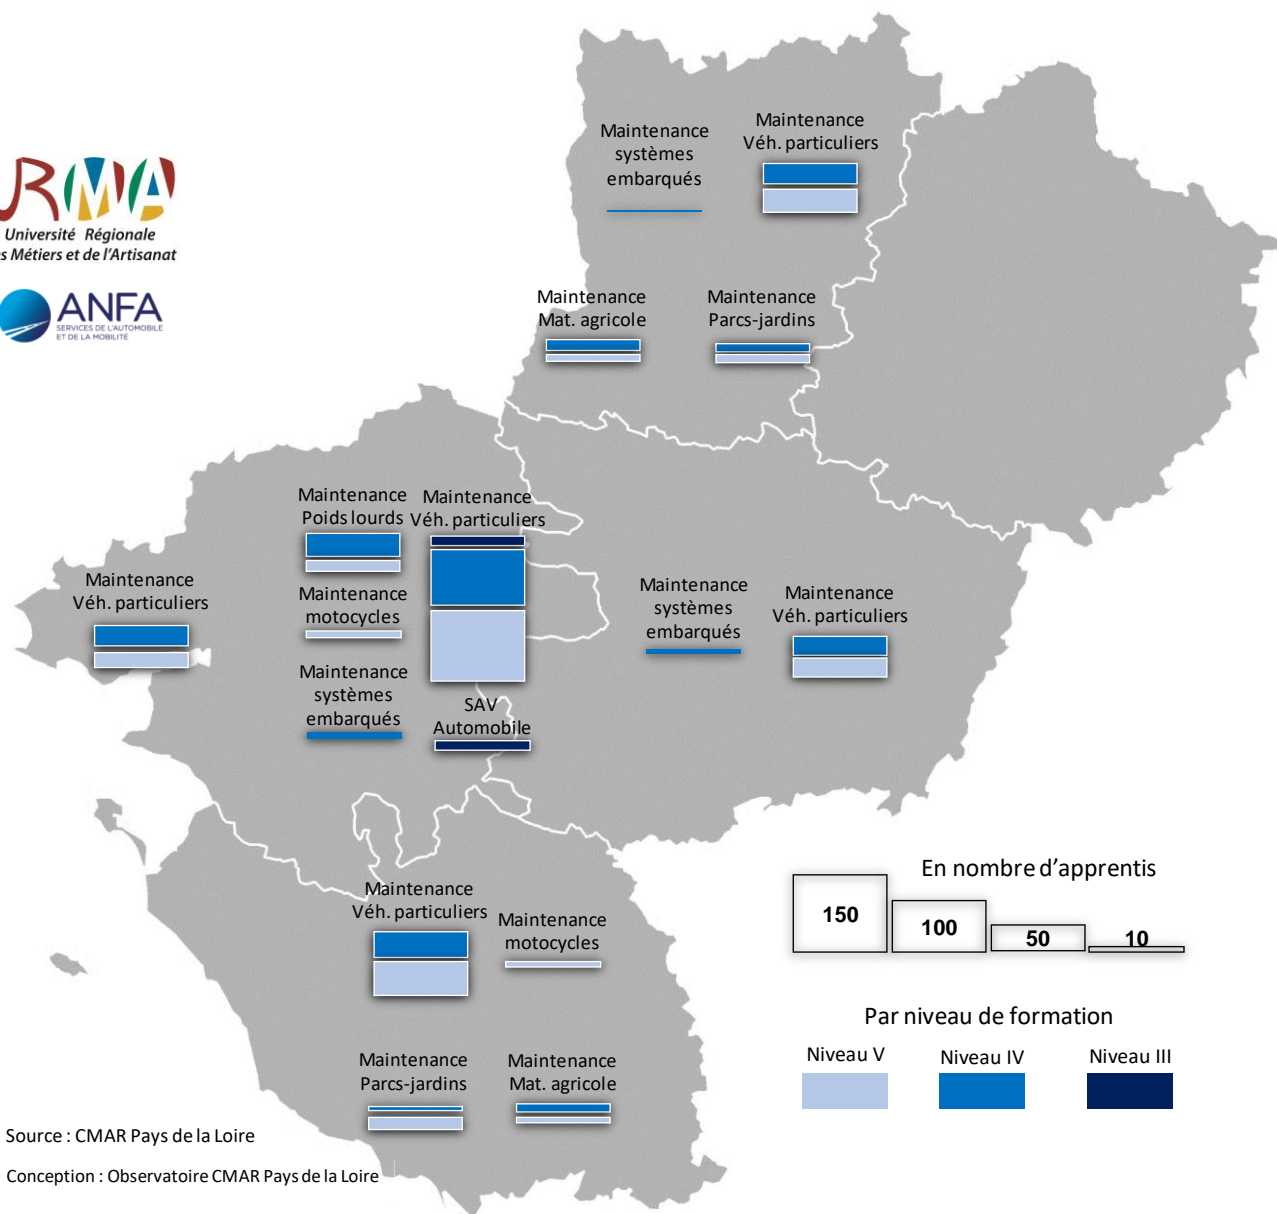 Maintenance
systèmes
embarqués
Maintenance
Véh. particuliers
RMA
Université Régionale
es Métiers et de l'Artisanat
ANFA
SERVICES DE L'AUTOMOBILE
ET DE LA MOBILITÉ
Maintenance
Mat. agricole
Maintenance
Parcs-jardins
Maintenance
Poids lourds
Maintenance
Véh. particuliers
Maintenance
Véh. particuliers
Maintenance
motocycles
Maintenance
systèmes
embarqués
SAV
Automobile
Maintenance
systèmes
embarqués
Maintenance
Véh. particuliers
Maintenance
Véh. particuliers
Maintenance
motocycles
Maintenance
Parcs-jardins
Maintenance
Mat. agricole
En nombre d'apprentis
150
100
50
10
Par niveau de formation
Niveau V
Niveau IV
Niveau III
Source : CMAR Pays de la Loire
Conception : Observatoire CMAR Pays de la Loire